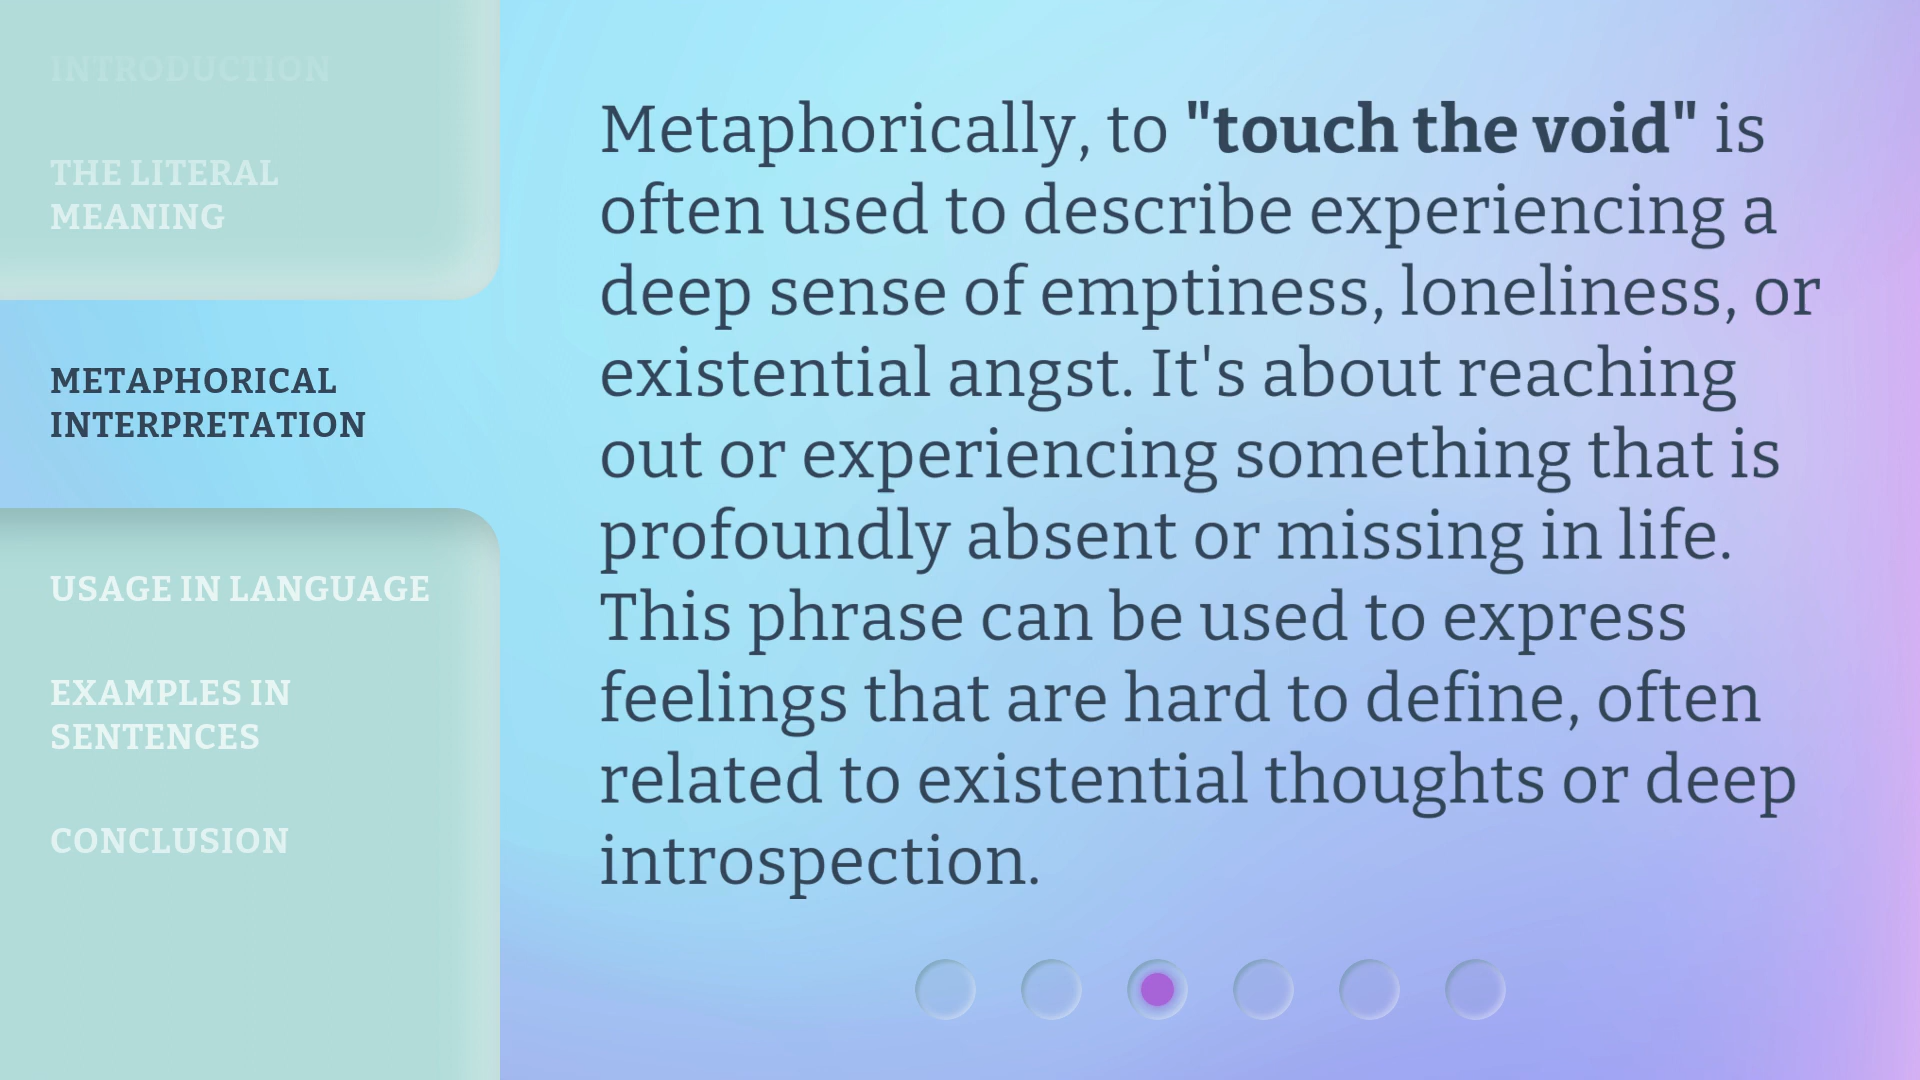 INTRODUCTION
THE LITERAL
MEANING
METAPHORICAL
INTERPRETATION
USAGE IN LANGUAGE
EXAMPLES IN
SENTENCES
CONCLUSION
Metaphorically, to "touch the void" is
often used to describe experiencing a
deep sense of emptiness, loneliness, or
existential angst. It's about reaching
out or experiencing something that is
profoundly absent or missing in life.
This phrase can be used to express
feelings that are hard to define, often
related to existential thoughts or deep
introspection.